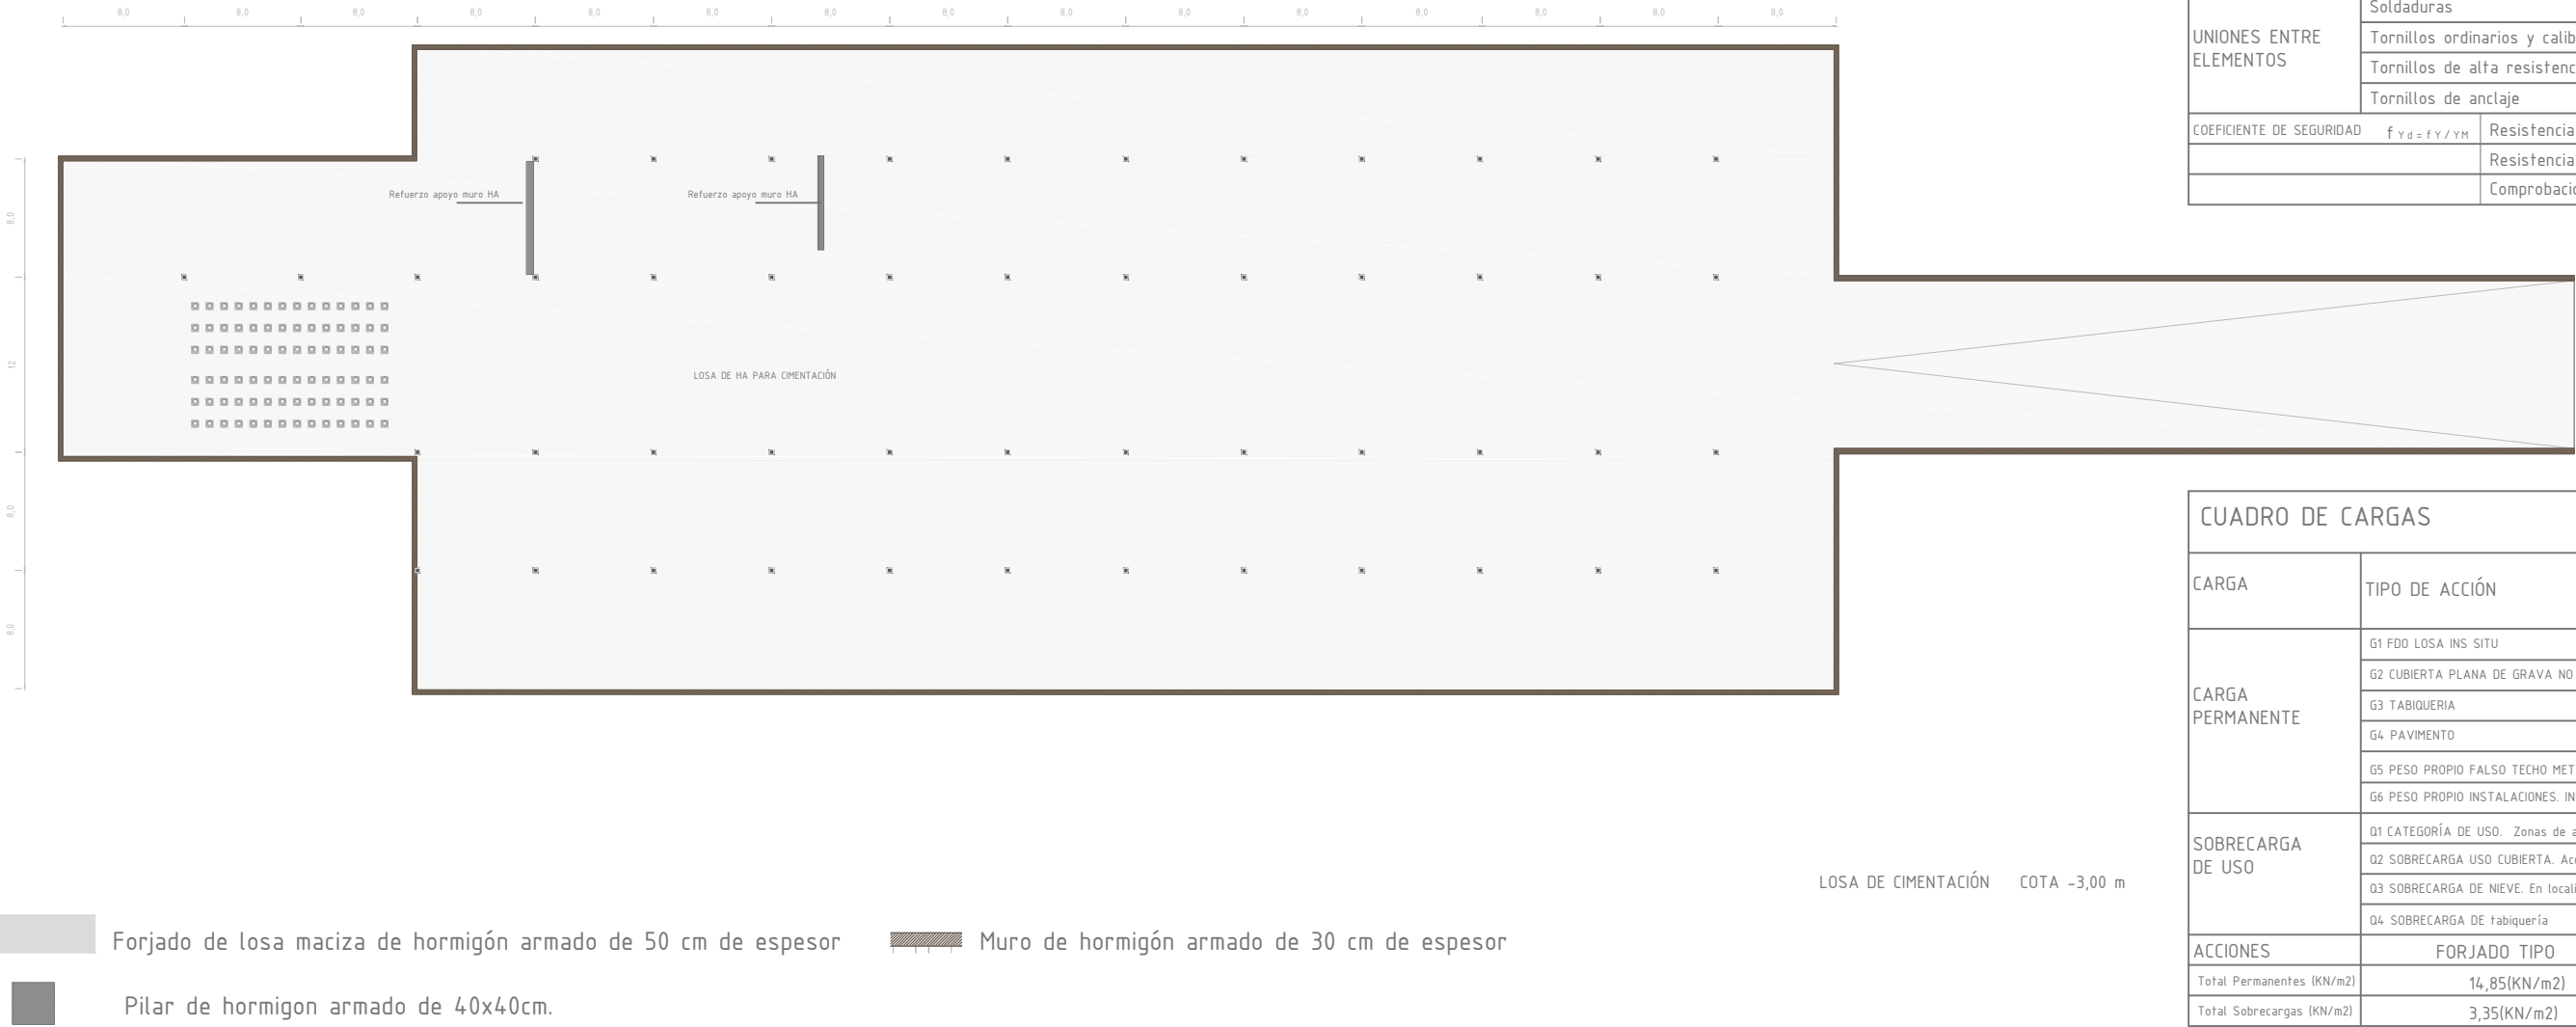 8,0 8,0 8,0 8,0 8,0 8,0 8,0 8,0 8,0 8,0 8,0 8,0 8,0 8,0 8,0
Soldaduras
UNIONES ENTRE
ELEMENTOS
Tornillos ordinarios y calib
Tornillos de alta resistenc
Tornillos de anclaje
COEFICIENTE DE SEGURIDAD f Yd = fY / YM Resistencia
Resistencia
Comprobació
Refuerzo apoyo muro HA
Refuerzo apoyo muro HA
8,0
12
8,0
8,0
LOSA DE HA PARA CIMENTACIÓN
CUADRO DE CARGAS
CARGA
TIPO DE ACCIÓN
CARGA
PERMANENTE
G1 FDO LOSA INS SITU
G2 CUBIERTA PLANA DE GRAVA NO
G3 TABIQUERIA
G4 PAVIMENTO
G5 PESO PROPIO FALSO TECHO MET
G6 PESO PROPIO INSTALACIONES. IN
SOBRECARGA
DE USO
Q1 CATEGORÍA DE USO. Zonas de a
Q2 SOBRECARGA USO CUBIERTA. Acc
Q3 SOBRECARGA DE NIEVE. En locali
Q4 SOBRECARGA DE tabiquería
ACCIONES FORJADO TIPO
Total Permanentes (KN/m2) 14,85(KN/m2)
Total Sobrecargas (KN/m2) 3,35(KN/m2)
LOSA DE CIMENTACIÓN COTA -3,00 m
Forjado de losa maciza de hormigón armado de 50 cm de espesor
Muro de hormigón armado de 30 cm de espesor
Pilar de hormigon armado de 40x40cm.